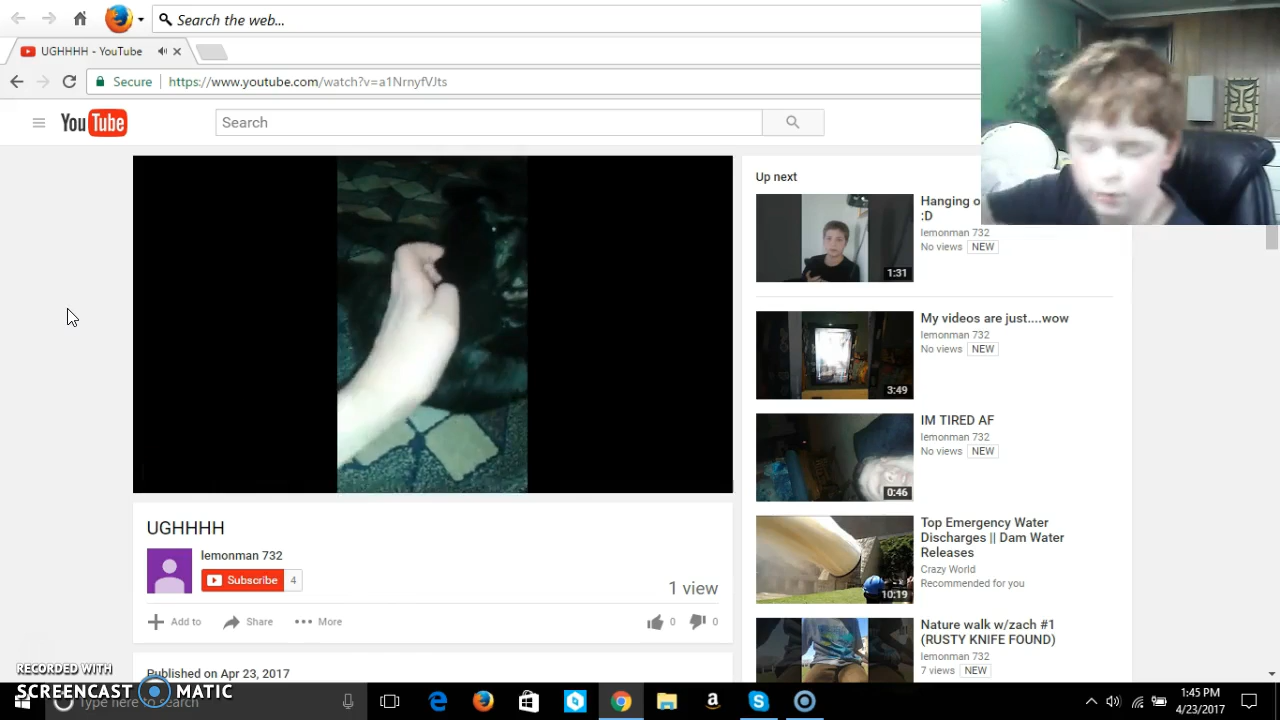 Search the web...
UGHHHH - YouTube
Secure https://www.youtube.com/watch?v=a1NrnyfVJts
YouTube
Search
Up next
Hanging
:D
lemonman 732
No views NEW
1:31
My videos are just....wow
lemonman 732
No views NEW
3:49
IM TIRED AF
lemonman 732
No views NEW
0:46
Top Emergency Water
Discharges || Dam Water
Releases
Crazy World
Recommended for you
10:19
Nature walk w/zach #1
(RUSTY KNIFE FOUND)
lemonman 732
7 views NEW
UGHHHH
lemonman 732
Subscribe 4
1 view
Add to Share More 0 0
Published on Apr 23, 2017
RECORDED WITH
SCREENCAST MATIC
Type here to search
1:45 PM
4/23/2017